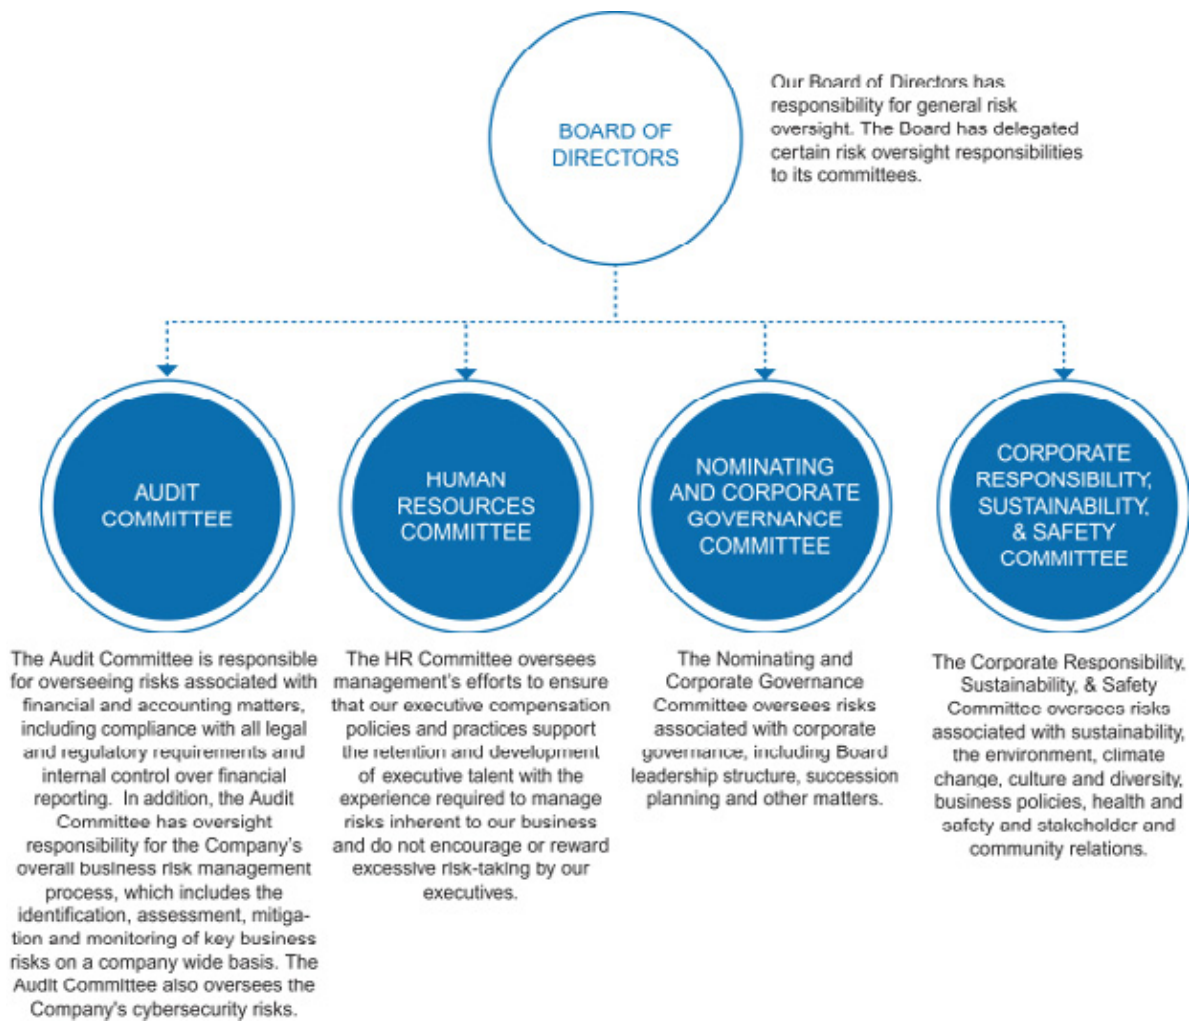 BOARD OF
DIRECTORS
Our Board of Directors has
responsibility for general risk
oversight. The Board has delegated
certain risk oversight responsibilities
to its committees.
AUDIT
COMMITTEE
HUMAN
RESOURCES
COMMITTEE
NOMINATING
AND CORPORATE
GOVERNANCE
COMMITTEE
CORPORATE
RESPONSIBILITY,
SUSTAINABILITY,
& SAFETY
COMMITTEE
The Audit Committee is responsible
for overseeing risks associated with
financial and accounting matters,
including compliance with all legal
and regulatory requirements and
internal control over financial
reporting. In addition, the Audit
Committee has oversight
responsibility for the Company's
overall business risk management
process, which includes the
identification, assessment, mitiga-
tion and monitoring of key business
risks on a company wide basis. The
Audit Committee also oversees the
Company's cybersecurity risks.
The HR Committee oversees
management's efforts to ensure
that our executive compensation
policies and practices support
the retention and development
of executive talent with the
experience required to manage
risks inherent to our business
and do not encourage or reward
excessive risk-taking by our
executives.
The Nominating and
Corporate Governance
Committee oversees risks
associated with corporate
governance, including Board
leadership structure, succession
planning and other matters.
The Corporate Responsibility,
Sustainability, & Safety
Committee oversees risks
associated with sustainability,
the environment, climate
change, culture and diversity,
business policies, health and
safety and stakeholder and
community relations.